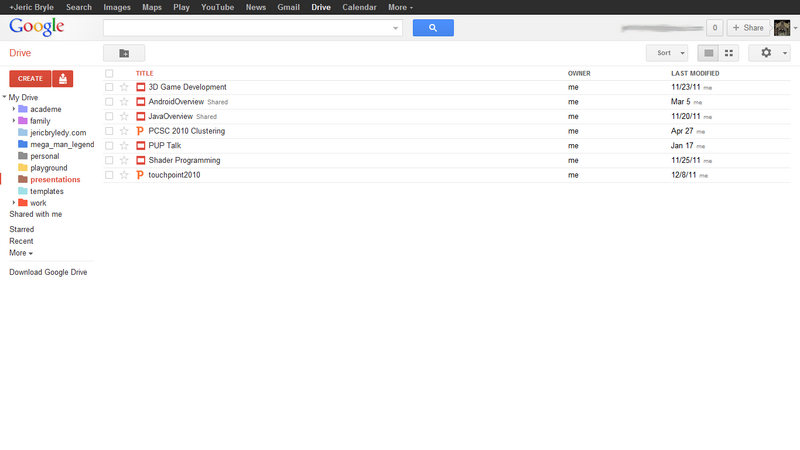 +Jeric Bryle Search Images Maps Play YouTube News Gmail Drive Calendar More
Google
0 + Share
Drive
Sort
CREATE
TITLE OWNER LAST MODIFIED
3D Game Development me 11/23/11 me
AndroidOverview Shared me Mar 5 me
JavaOverview Shared me 11/20/11 me
PCSC 2010 Clustering me Apr 27 me
PUP Talk me Jan 17 me
Shader Programming me 11/25/11 me
touchpoint2010 me 12/8/11 me
My Drive
academe
family
jericbryledy.com
mega_man_legend
personal
playground
presentations
templates
work
Shared with me
Starred
Recent
More
Download Google Drive